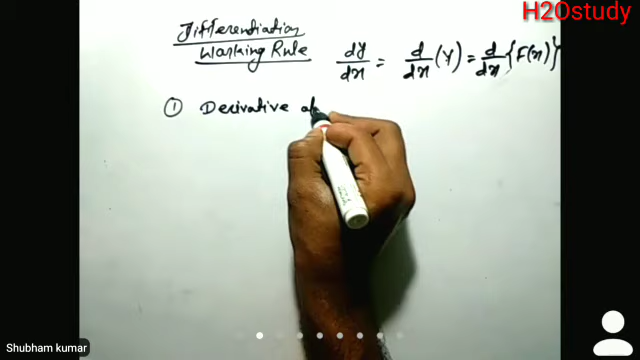 H2Ostudy
Differentiation
Working Rule
dy/dx = d/dx (Y) = d/dx {F(x)}
① Derivative of
Shubham kumar